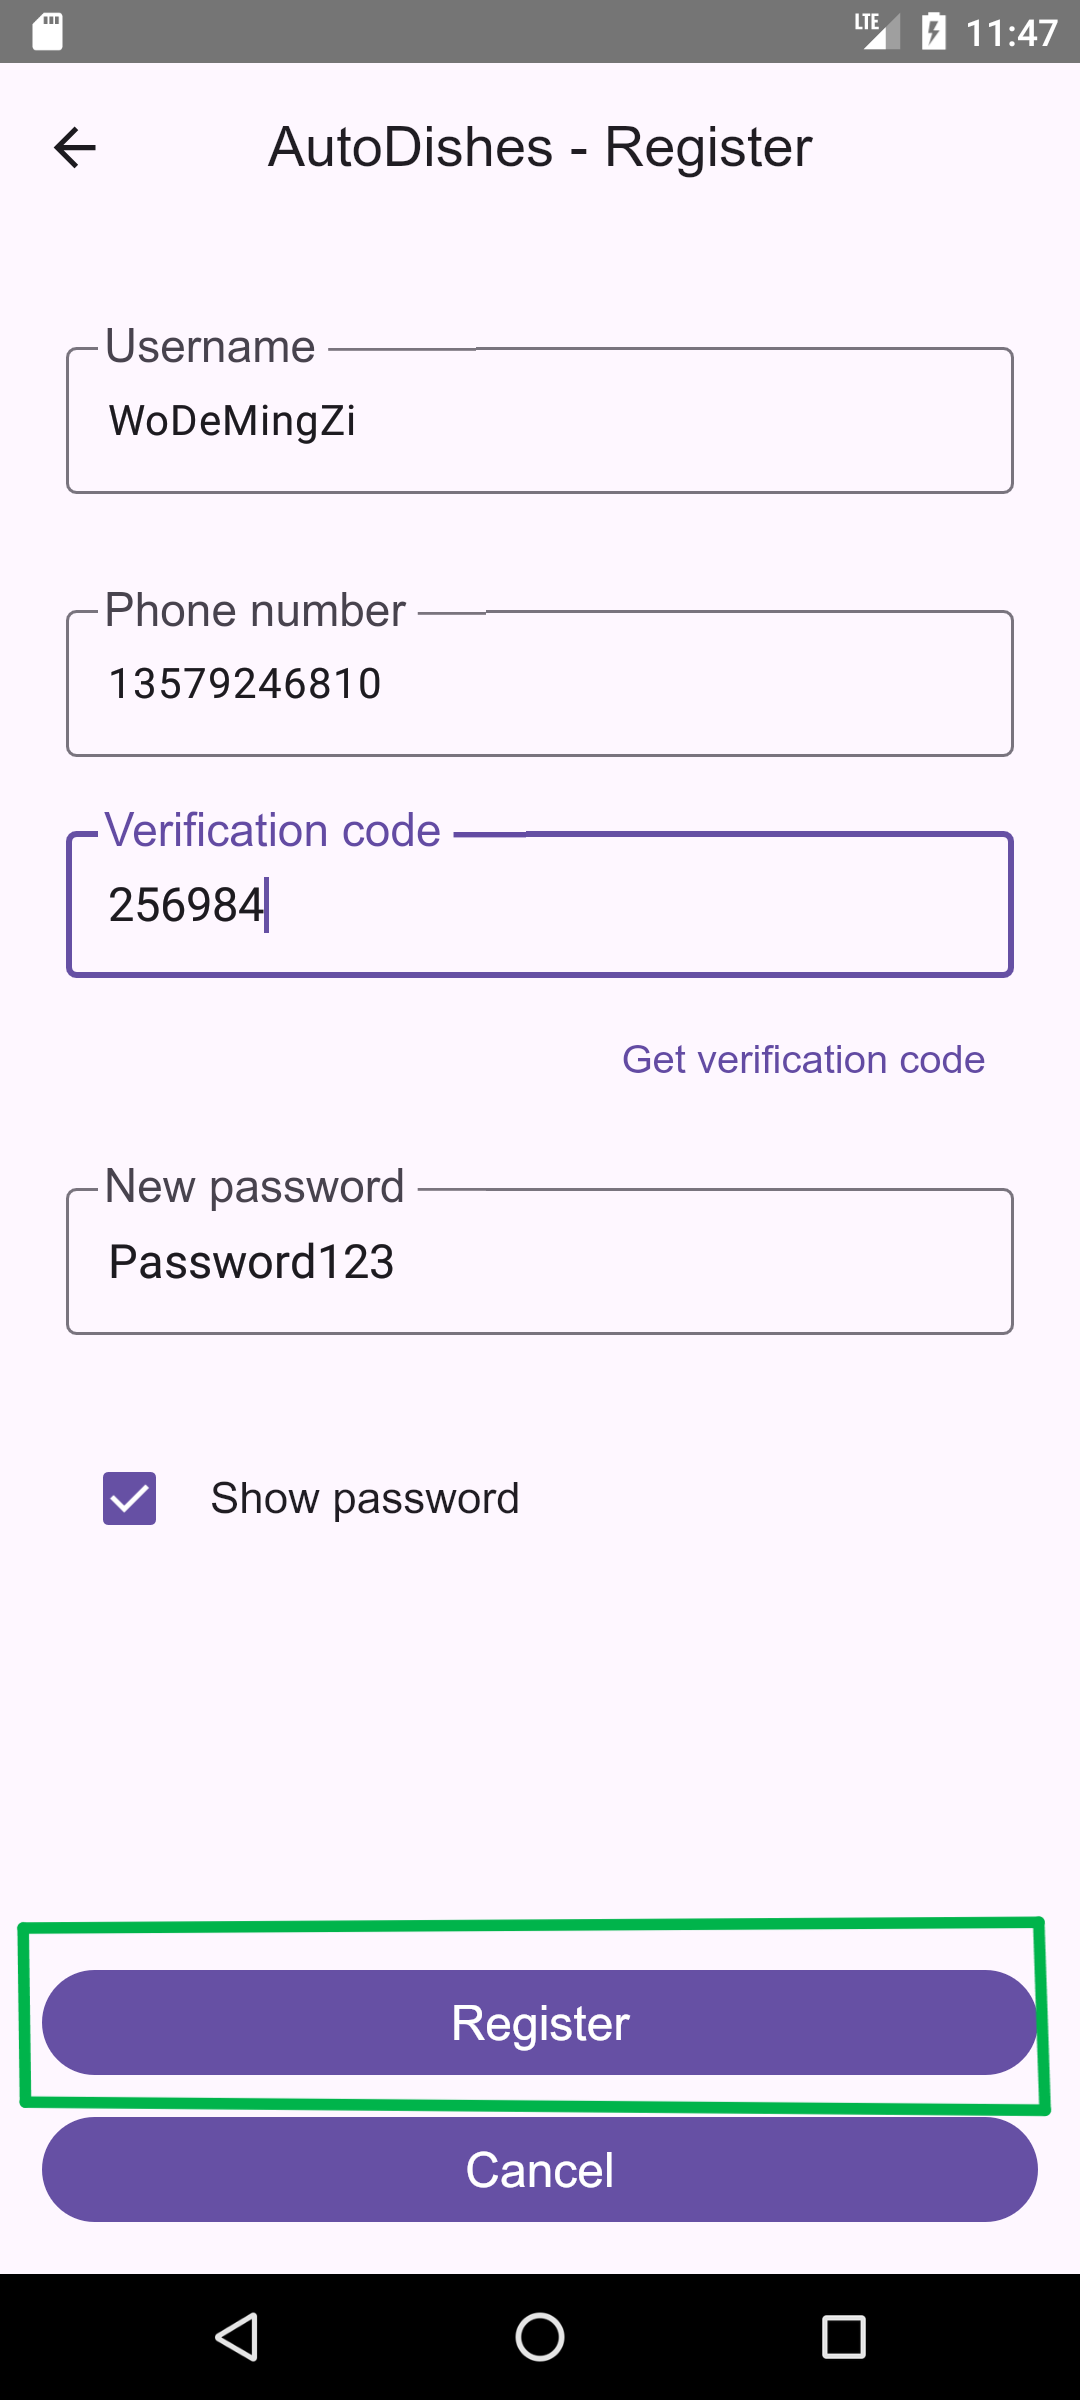 LTE 11:47
AutoDishes - Register
Username
WoDeMingZi
Phone number
13579246810
Verification code
256984
Get verification code
New password
Password123
Show password
Register
Cancel